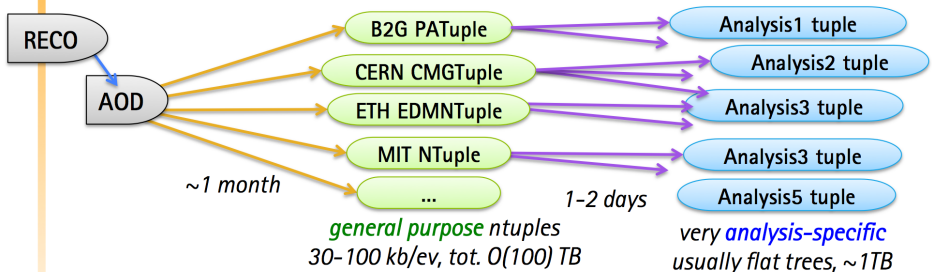 RECO
AOD
~1 month
B2G PATuple
CERN CMGTuple
ETH EDMNTuple
MIT NTuple
...
general purpose ntuples
30-100 kb/ev, tot. O(100) TB
1-2 days
Analysis1 tuple
Analysis2 tuple
Analysis3 tuple
Analysis3 tuple
Analysis5 tuple
very analysis-specific
usually flat trees, ~1TB